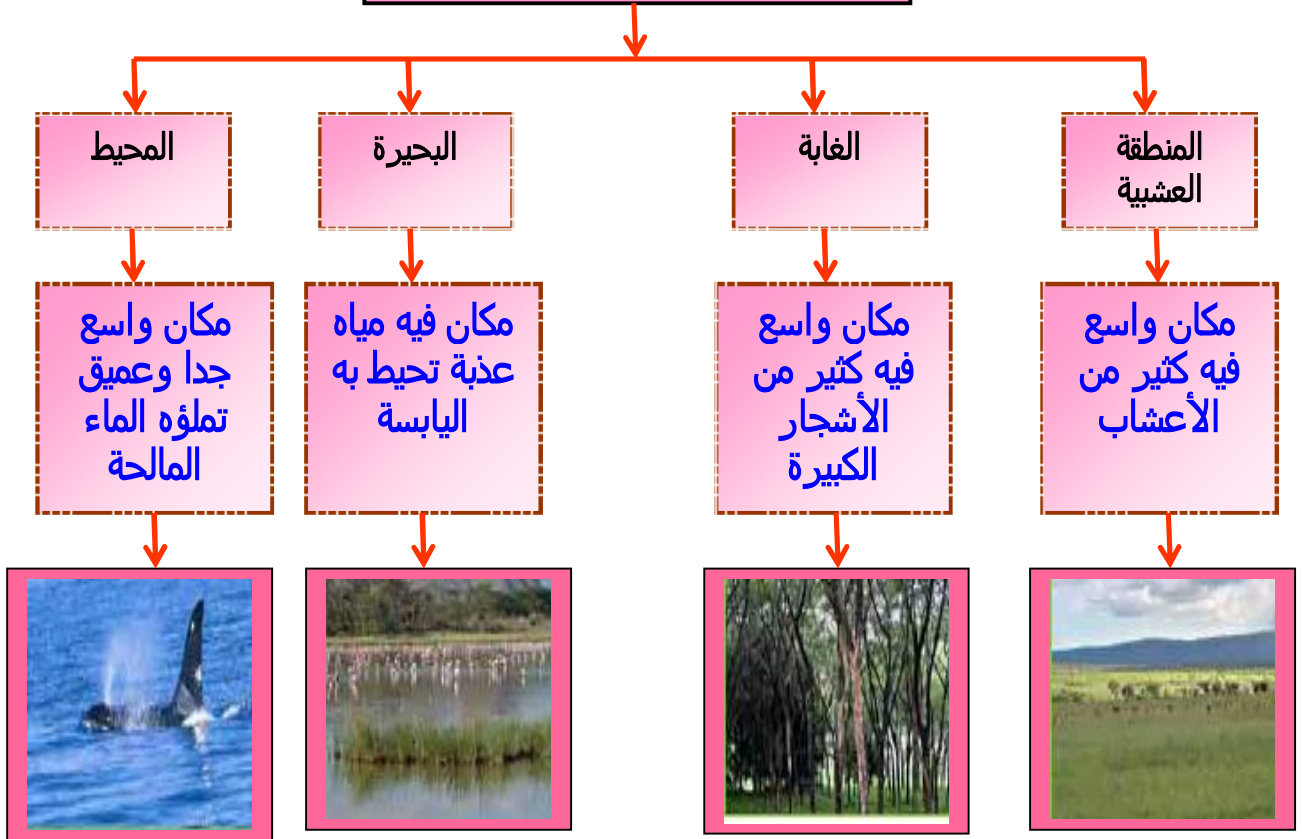 المنطقة
العشبية
الغابة
البحيرة
المحيط
مكان واسع
فيه كثير من
الأعشاب
مكان واسع
فيه كثير من
الأشجار
الكبيرة
مكان فيه مياه
عذبة تحيط به
اليابسة
مكان واسع
جدا وعميق
تملؤه الماء
المالحة